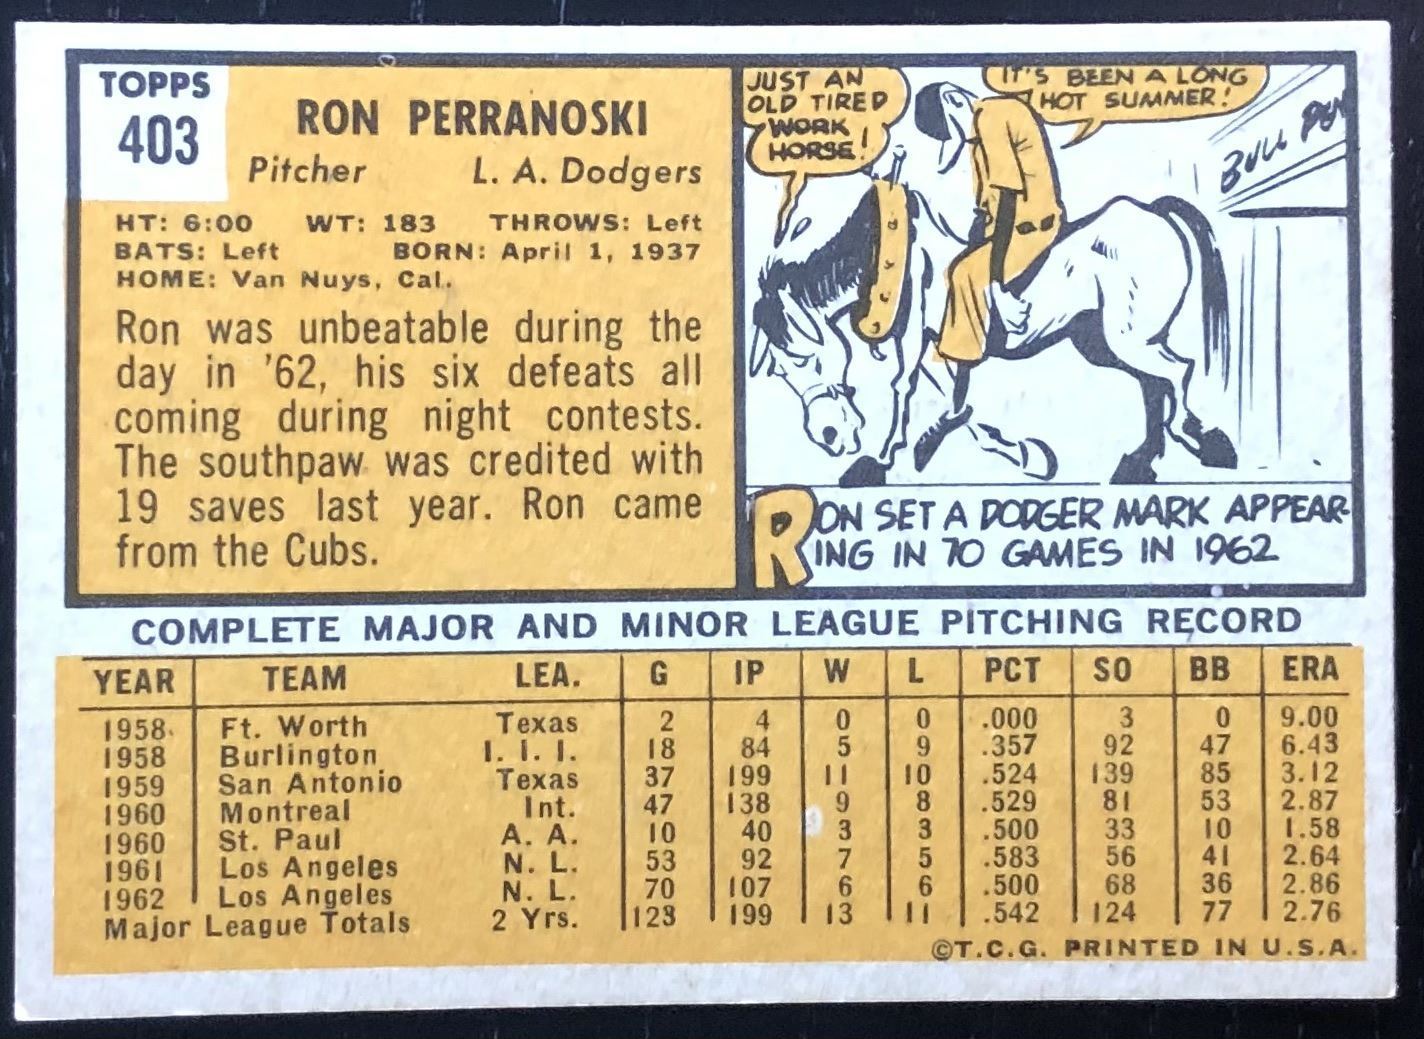 TOPPS
403
RON PERRANOSKI
Pitcher L. A. Dodgers
HT: 6:00 WT: 183 THROWS: Left
BATS: Left BORN: April 1, 1937
HOME: Van Nuys, Cal.
Ron was unbeatable during the
day in '62, his six defeats all
coming during night contests.
The southpaw was credited with
19 saves last year. Ron came
from the Cubs.
JUST AN
OLD TIRED
WORK
HORSE!
IT'S BEEN A LONG
HOT SUMMER!
BULL PEN
RON SET A DODGER MARK APPEAR-
ING IN 70 GAMES IN 1962
COMPLETE MAJOR AND MINOR LEAGUE PITCHING RECORD
YEAR TEAM LEA. G IP W L PCT SO BB ERA
1958 Ft. Worth Texas 2 4 0 0 .000 3 0 9.00
1958 Burlington I. I. I. 18 84 5 9 .357 92 47 6.43
1959 San Antonio Texas 37 199 11 10 .524 139 85 3.12
1960 Montreal Int. 47 138 9 8 .529 81 53 2.87
1960 St. Paul A. A. 10 40 3 3 .500 33 10 1.58
1961 Los Angeles N. L. 53 92 7 5 .583 56 41 2.64
1962 Los Angeles N. L. 70 107 6 6 .500 68 36 2.86
Major League Totals 2 Yrs. 123 199 13 11 .542 124 77 2.76
©T.C.G. PRINTED IN U.S.A.